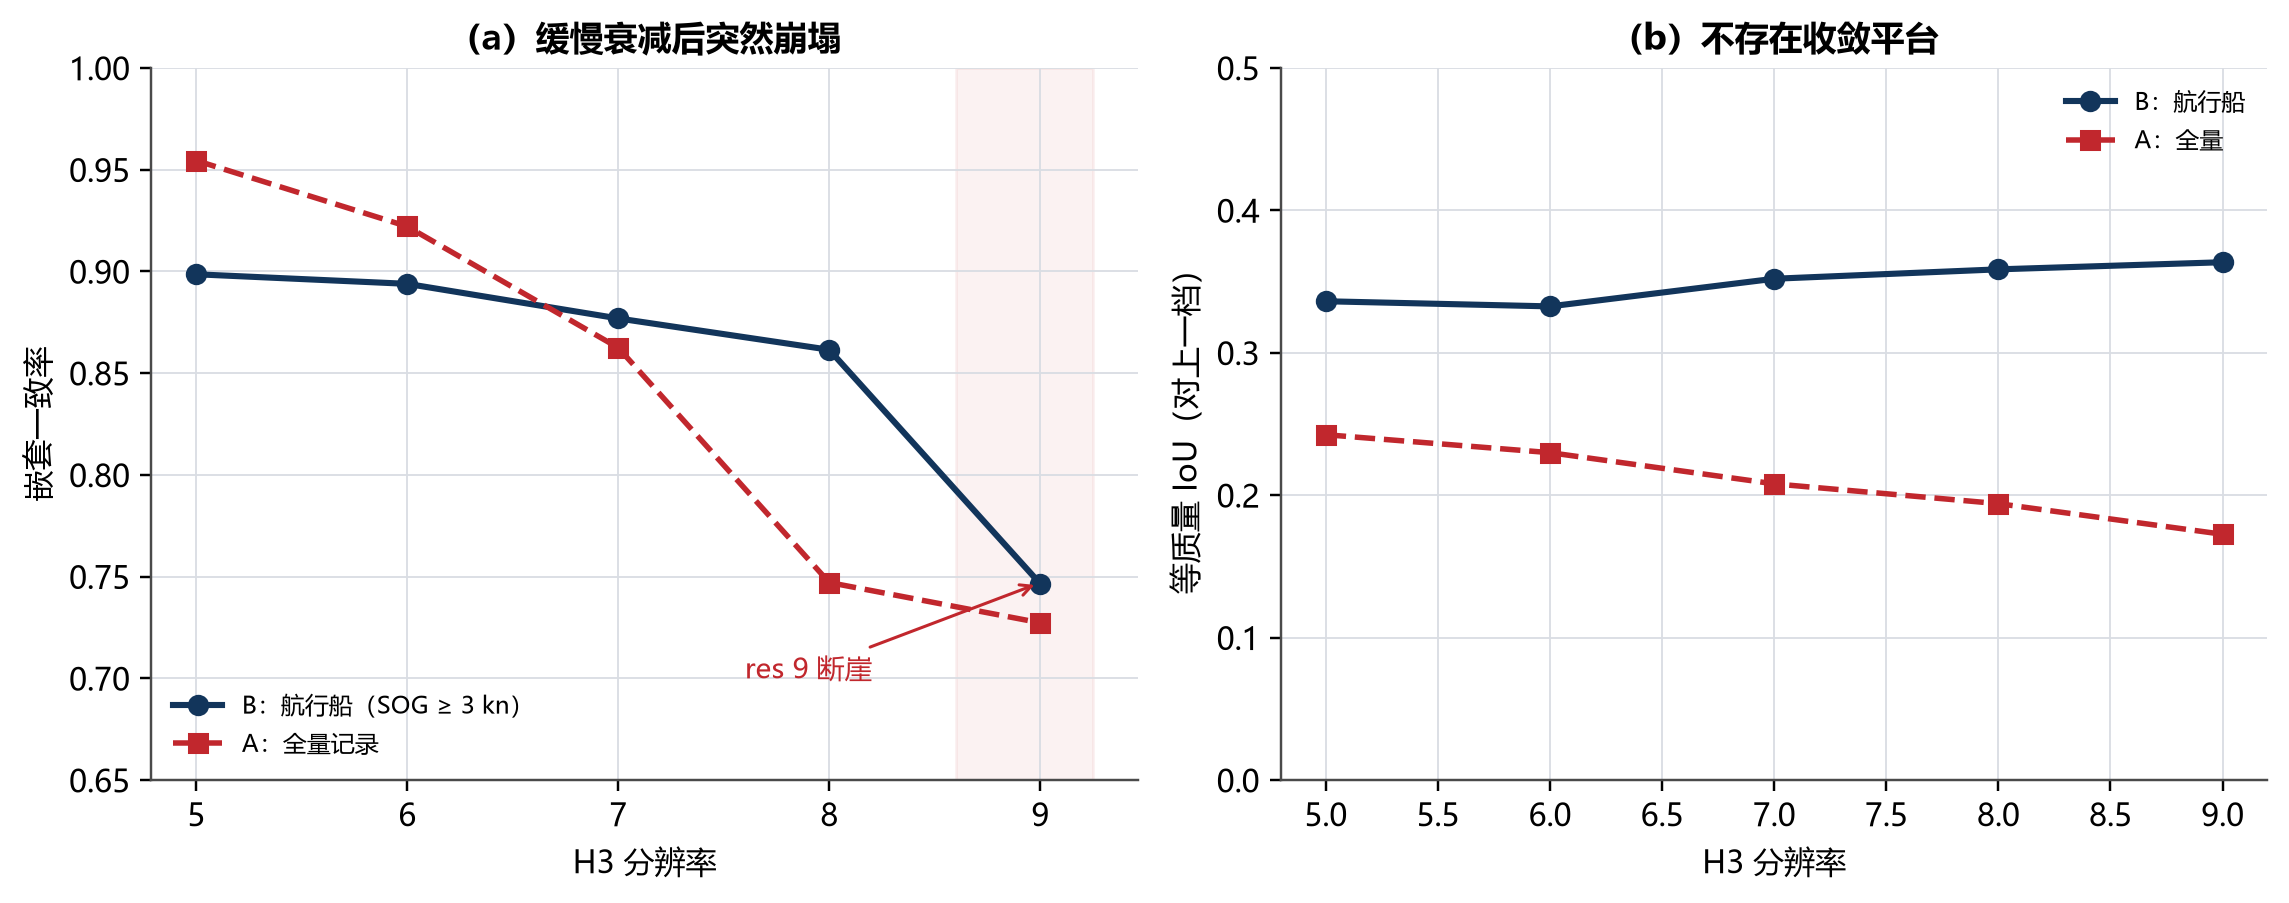 (a) 缓慢衰减后突然崩塌
1.00
0.95
0.90
0.85
0.80
0.75
0.70
0.65
嵌套一致率
res 9 断崖
B：航行船（SOG ≥ 3 kn）
A：全量记录
5 6 7 8 9
H3 分辨率
(b) 不存在收敛平台
0.5
0.4
0.3
0.2
0.1
0.0
等质量 IoU（对上一档）
B：航行船
A：全量
5.0 5.5 6.0 6.5 7.0 7.5 8.0 8.5 9.0
H3 分辨率